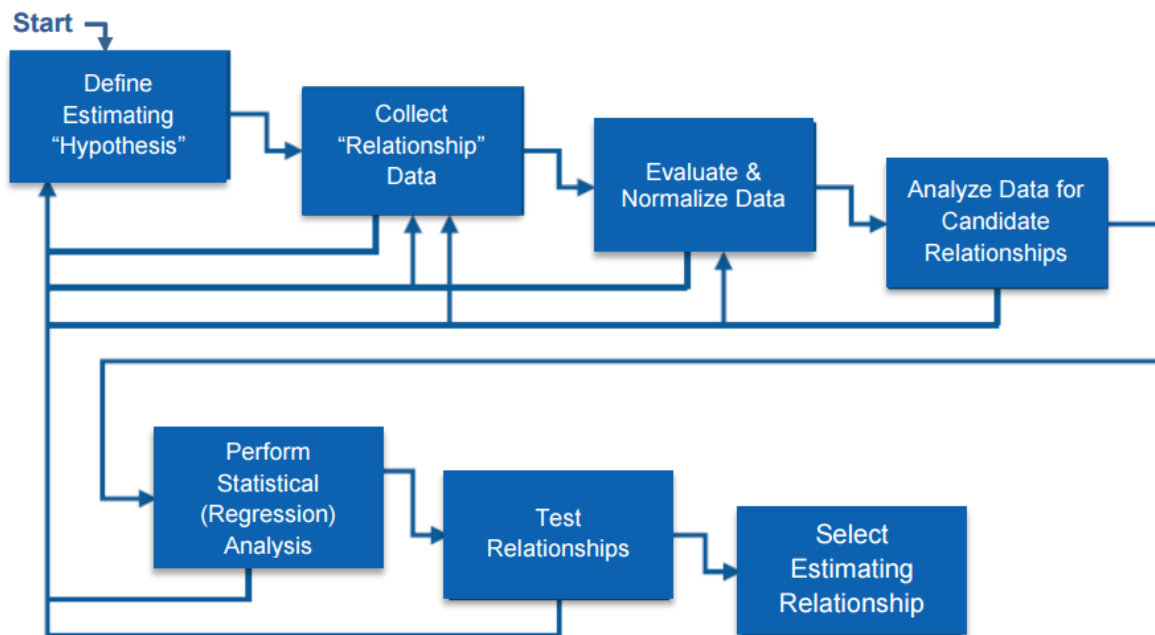 Start
Define
Estimating
“Hypothesis”
Collect
“Relationship”
Data
Evaluate &
Normalize Data
Analyze Data for
Candidate
Relationships
Perform
Statistical
(Regression)
Analysis
Test
Relationships
Select
Estimating
Relationship